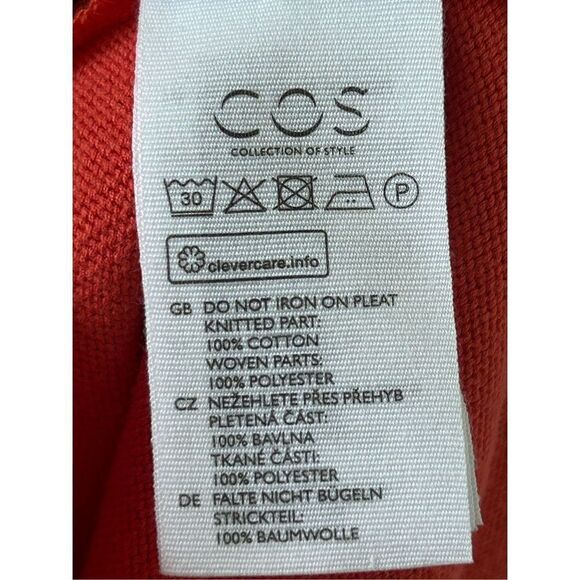 COS
COLLECTION OF STYLE
30 P
clevercare.info
GB DO NOT IRON ON PLEAT
KNITTED PART:
100% COTTON
WOVEN PARTS:
100% POLYESTER
CZ NEŽEHLETE PŘES PŘEHYB
PLETENÁ ČÁST:
100% BAVLNA
TKANÉ ČÁSTI:
100% POLYESTER
DE FALTE NICHT BÜGELN
STRICKTEIL:
100% BAUMWOLLE